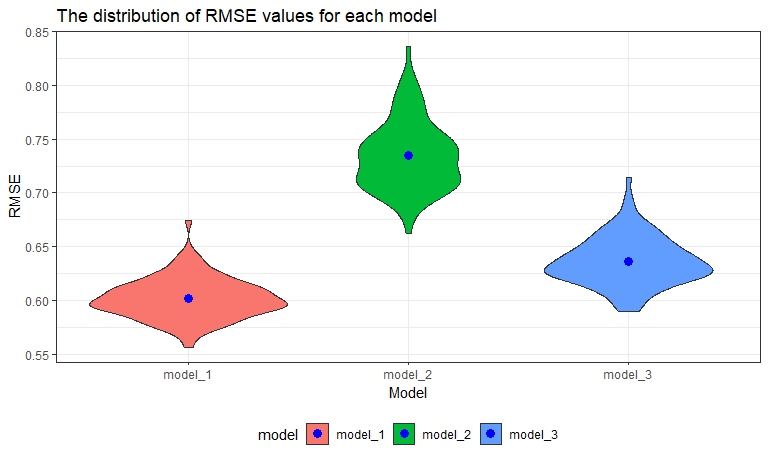 The distribution of RMSE values for each model
0.85
0.80
0.75
0.70
0.65
0.60
0.55
RMSE
model_1 model_2 model_3
Model
model model_1 model_2 model_3